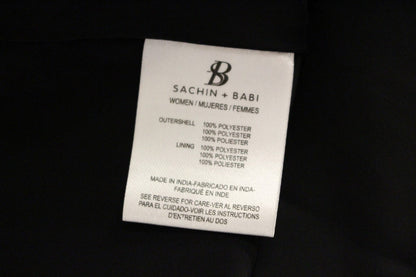 SB
SACHIN + BABI
WOMEN / MUJERES / FEMMES
OUTERSHELL 100% POLYESTER
100% POLYESTER
100% POLIESTER
LINING 100% POLYESTER
100% POLYESTER
100% POLIESTER
MADE IN INDIA-FABRICADO EN INDA-
FABRIQUÉ EN INDE
SEE REVERSE FOR CARE-VER AL REVERSO
PARA EL CUIDADO-VOIR LES INSTRUCTIONS
D'ENTRETIEN AU DOS